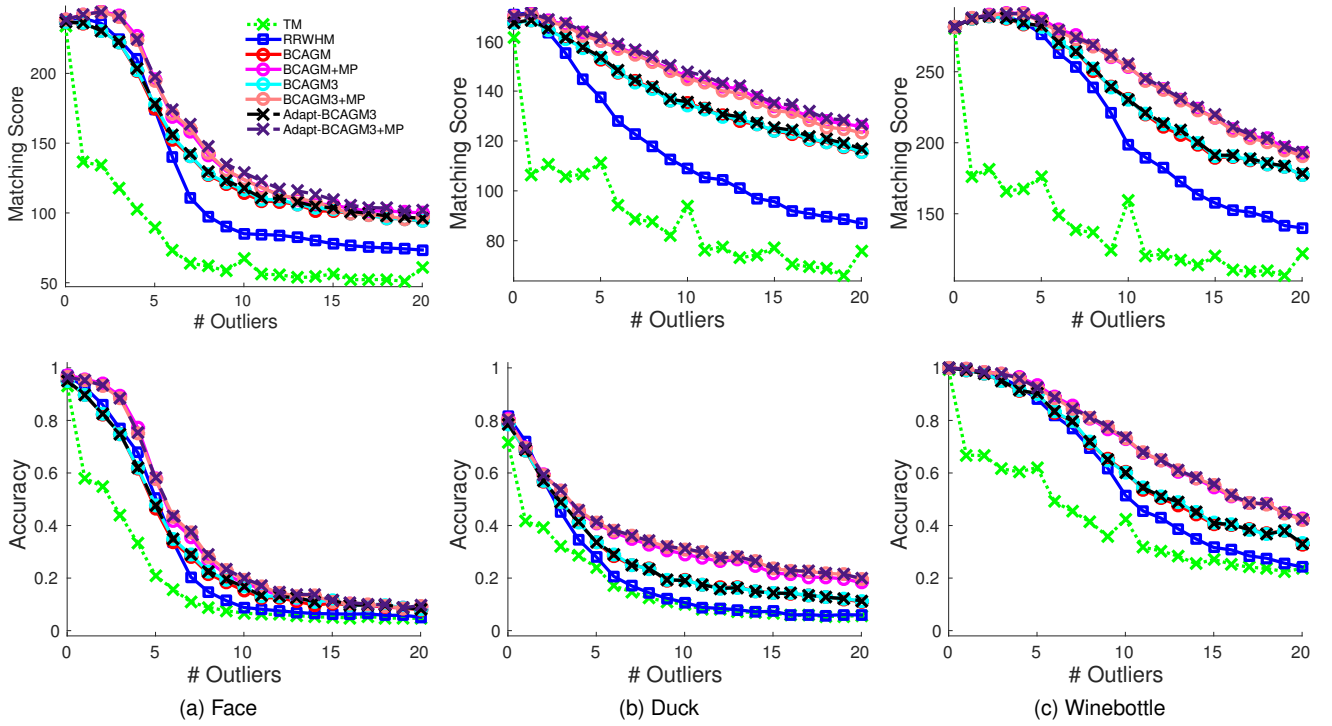 TM
RRWHM
BCAGM
BCAGM+MP
BCAGM3
BCAGM3+MP
Adapt-BCAGM3
Adapt-BCAGM3+MP
Matching Score
200
150
100
50
0 5 10 15 20
# Outliers
Matching Score
160
140
120
100
80
0 5 10 15 20
# Outliers
Matching Score
250
200
150
0 5 10 15 20
# Outliers
Accuracy
1
0.8
0.6
0.4
0.2
0
0 5 10 15 20
# Outliers
(a) Face
Accuracy
1
0.8
0.6
0.4
0.2
0
0 5 10 15 20
# Outliers
(b) Duck
Accuracy
1
0.8
0.6
0.4
0.2
0
0 5 10 15 20
# Outliers
(c) Winebottle